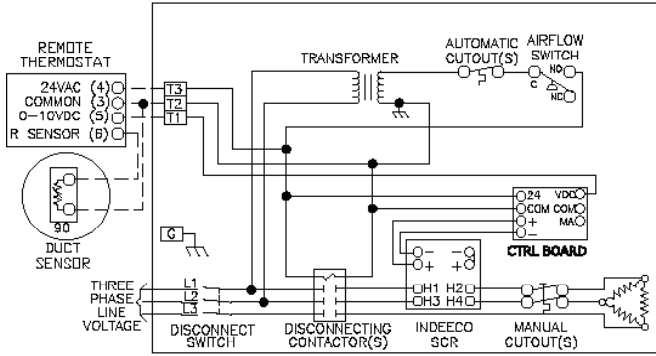 REMOTE
THERMOSTAT
24VAC (4)
COMMON (3)
0-10VDC (5)
R SENSOR (6)
T3
T2
T1
TRANSFORMER
AUTOMATIC
CUTOUT(S)
AIRFLOW
SWITCH
NO
C
NC
90
DUCT
SENSOR
G
24 VDC
COM COM
+ MA
-
CTRL BOARD
- -
+ +
H1 H2
H3 H4
INDEECO
SCR
THREE
PHASE
LINE
VOLTAGE
L1
L2
L3
DISCONNECT
SWITCH
DISCONNECTING
CONTACTOR(S)
MANUAL
CUTOUT(S)